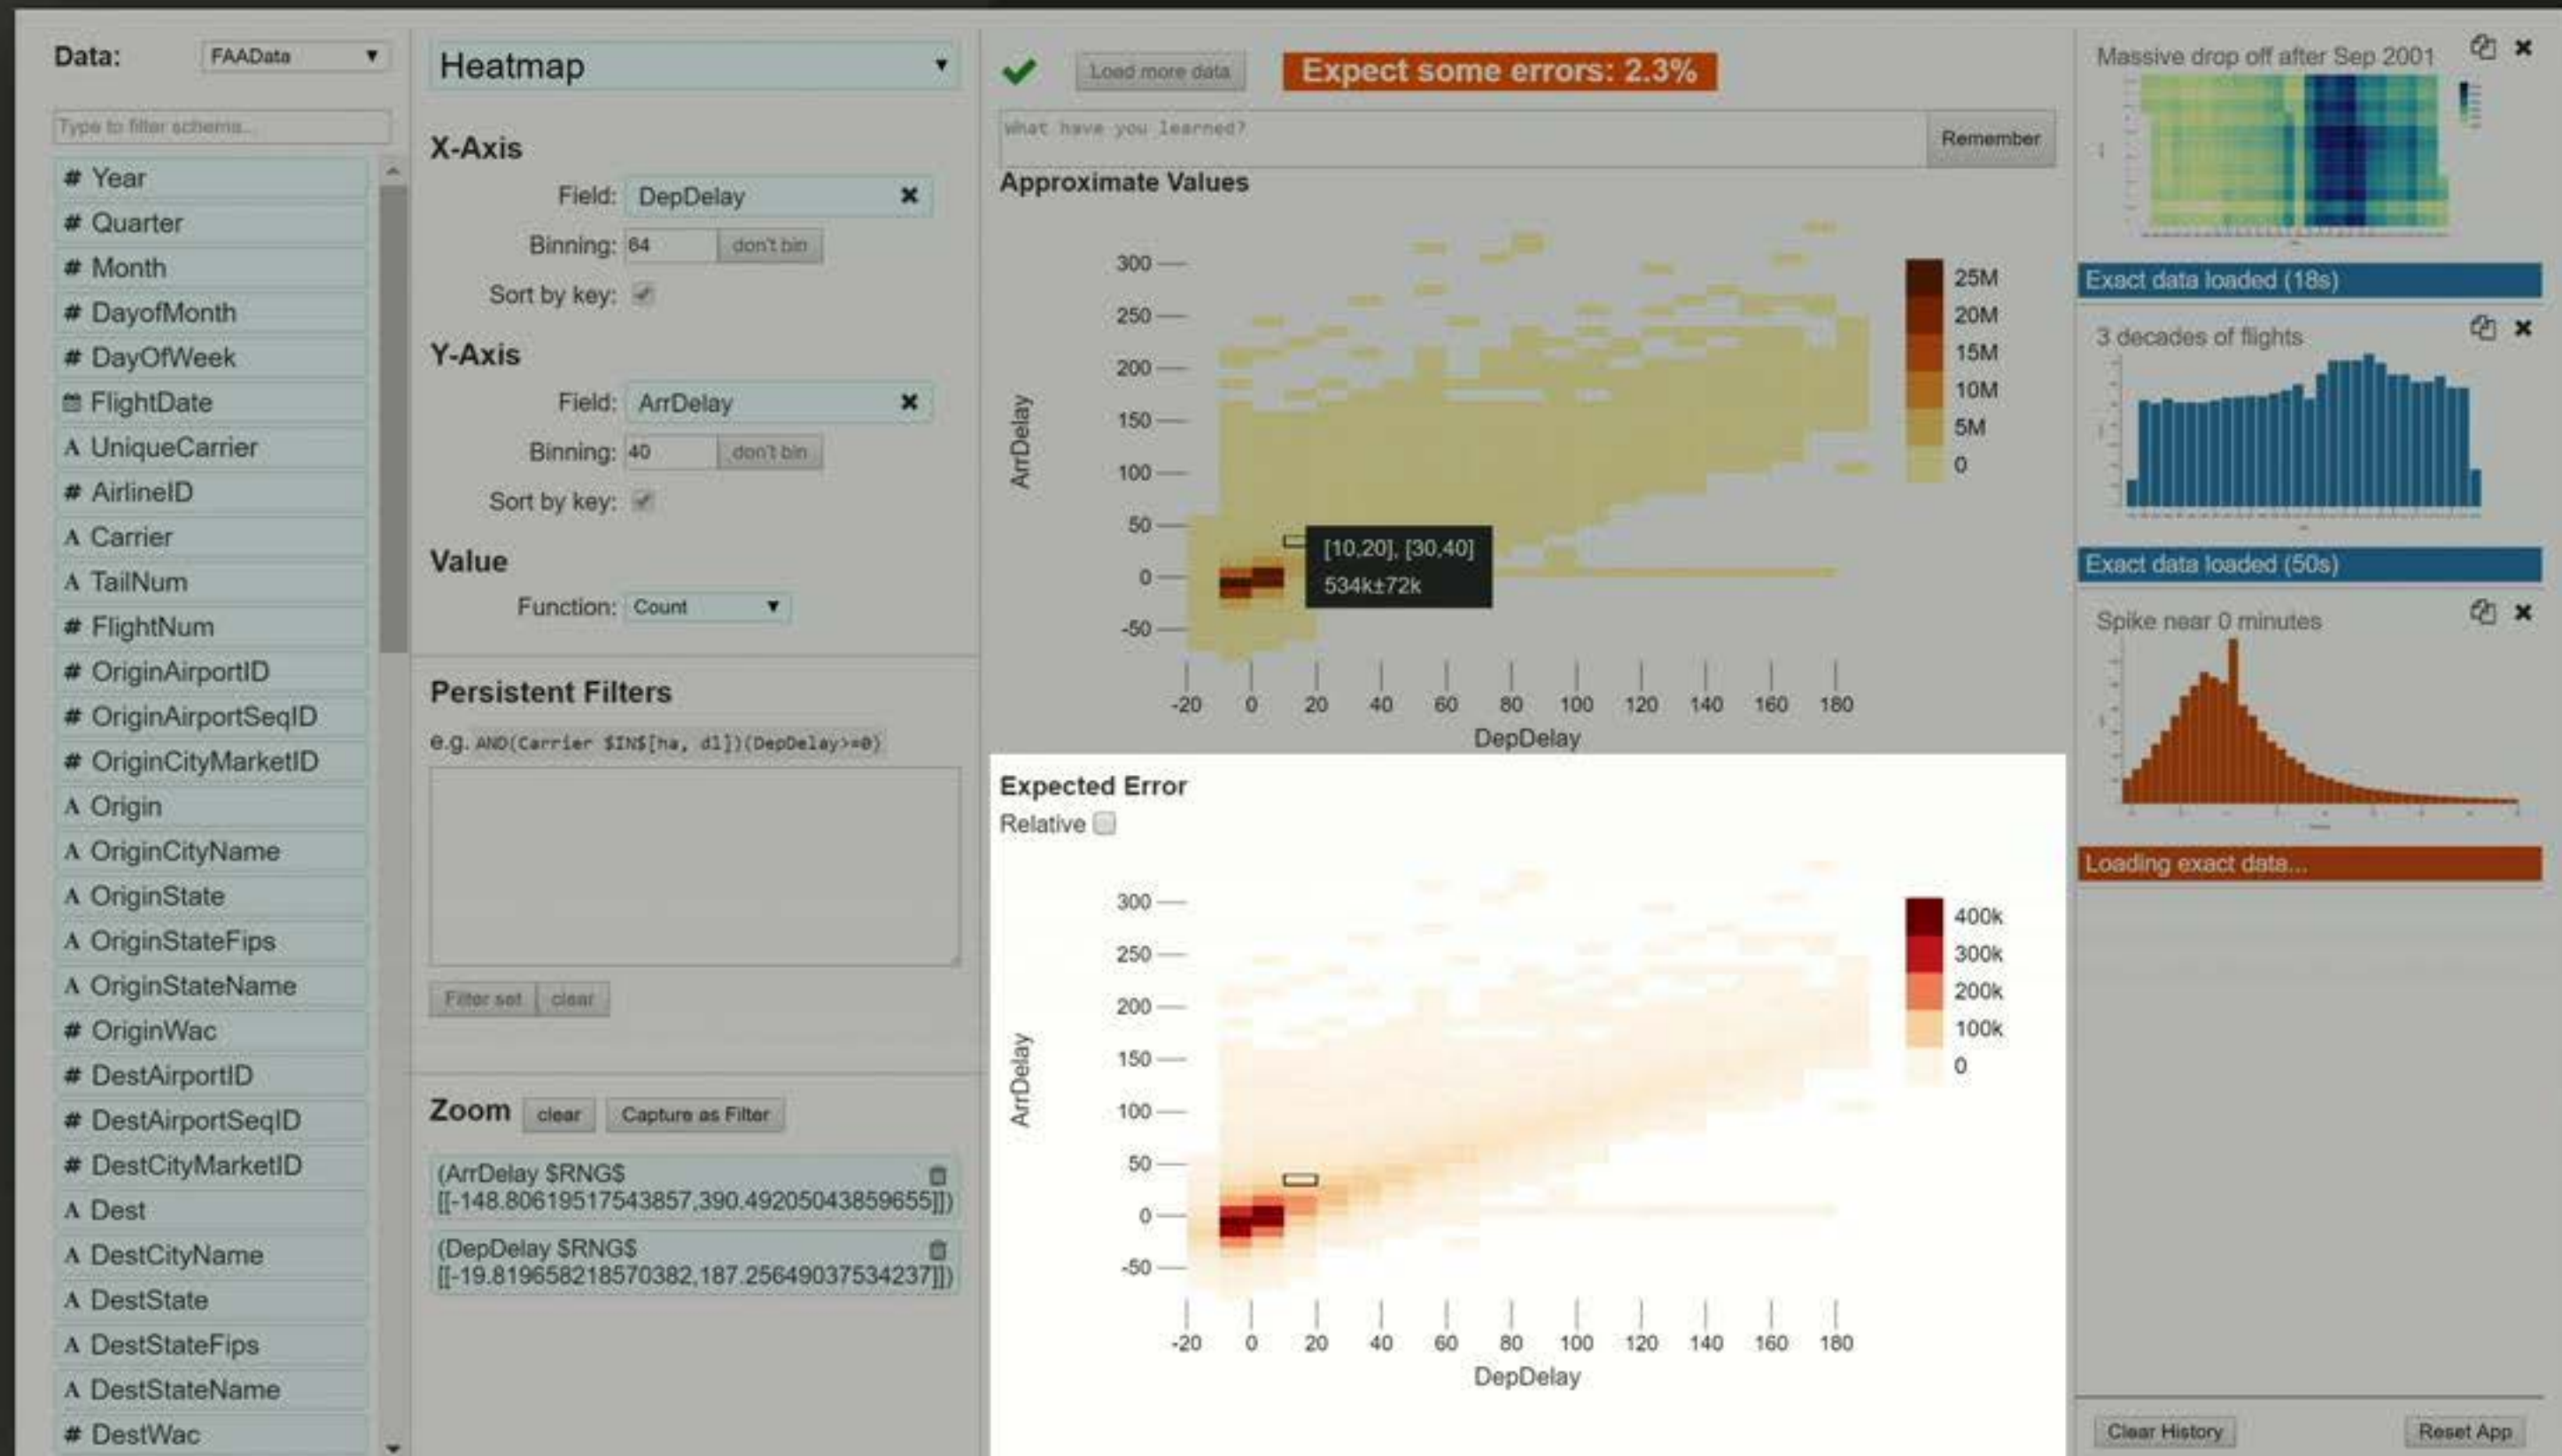 Data:
FAAData
Type to filter schema...
# Year
# Quarter
# Month
# DayofMonth
# DayOfWeek
FlightDate
A UniqueCarrier
# AirlineID
A Carrier
A TailNum
# FlightNum
# OriginAirportID
# OriginAirportSeqID
# OriginCityMarketID
A Origin
A OriginCityName
A OriginState
A OriginStateFips
A OriginStateName
# OriginWac
# DestAirportID
# DestAirportSeqID
# DestCityMarketID
A Dest
A DestCityName
A DestState
A DestStateFips
A DestStateName
# DestWac
Heatmap
X-Axis
Field: DepDelay
Binning: 64 don't bin
Sort by key:
Y-Axis
Field: ArrDelay
Binning: 40 don't bin
Sort by key:
Value
Function: Count
Persistent Filters
e.g. AND(Carrier $IN$[ha, dl])(DepDelay>=0)
Filter set clear
Zoom clear Capture as Filter
(ArrDelay $RNG$
[[-148.80619517543857,390.49205043859655]])
(DepDelay $RNG$
[[-19.819658218570382,187.25649037534237]])
Load more data
Expect some errors: 2.3%
What have you learned?
Remember
Approximate Values
300
250
200
150
100
50
0
-50
ArrDelay
-20 0 20 40 60 80 100 120 140 160 180
DepDelay
25M
20M
15M
10M
5M
0
[10,20], [30,40]
534k±72k
Expected Error
Relative
300
250
200
150
100
50
0
-50
ArrDelay
-20 0 20 40 60 80 100 120 140 160 180
DepDelay
400k
300k
200k
100k
0
Massive drop off after Sep 2001
Exact data loaded (18s)
3 decades of flights
Exact data loaded (50s)
Spike near 0 minutes
Loading exact data...
Clear History
Reset App